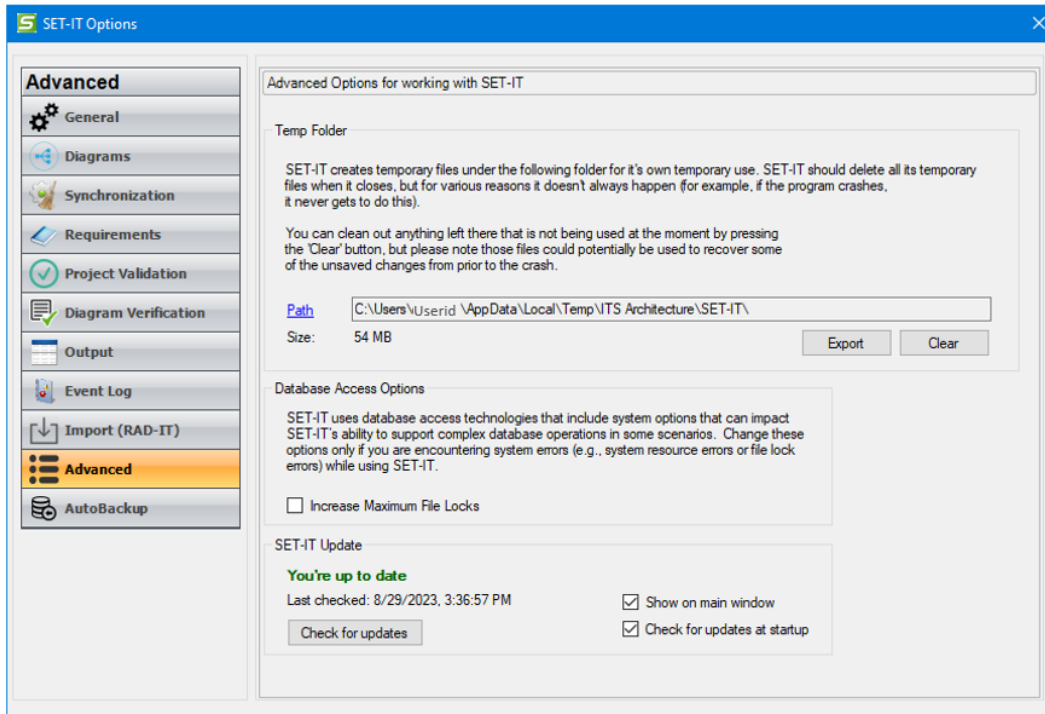 SET-IT Options
Advanced
General
Diagrams
Synchronization
Requirements
Project Validation
Diagram Verification
Output
Event Log
Import (RAD-IT)
Advanced
AutoBackup
Advanced Options for working with SET-IT
Temp Folder
SET-IT creates temporary files under the following folder for it's own temporary use. SET-IT should delete all its temporary
files when it closes, but for various reasons it doesn't always happen (for example, if the program crashes,
it never gets to do this).
You can clean out anything left there that is not being used at the moment by pressing
the 'Clear' button, but please note those files could potentially be used to recover some
of the unsaved changes from prior to the crash.
Path C:\Users\Userid \AppData\Local\Temp\ITS Architecture\SET-IT\
Size: 54 MB
Export Clear
Database Access Options
SET-IT uses database access technologies that include system options that can impact
SET-IT's ability to support complex database operations in some scenarios. Change these
options only if you are encountering system errors (e.g., system resource errors or file lock
errors) while using SET-IT.
Increase Maximum File Locks
SET-IT Update
You're up to date
Last checked: 8/29/2023, 3:36:57 PM
Show on main window
Check for updates
Check for updates at startup